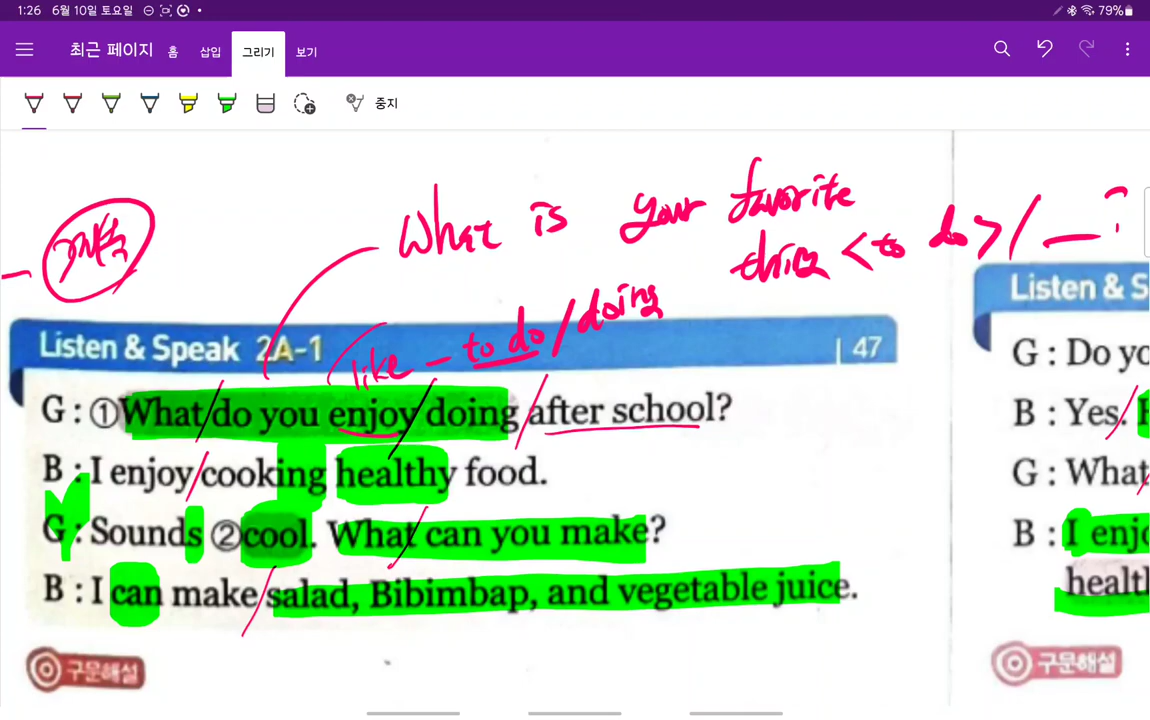 1:26 6월 10일 토요일 79%
최근 페이지 홈 삽입 그리기 보기
중지
What is your favorite
thing <to do> / __ ?
like - to do / doing
Listen & Speak 2A-1 | 47
G : ①What do you enjoy doing after school?
B : I enjoy cooking healthy food.
G : Sounds ②cool. What can you make?
B : I can make salad, Bibimbap, and vegetable juice.
구문해설
Listen & S
G : Do yo
B : Yes.
G : What
B : I enjo
healt
구문해설